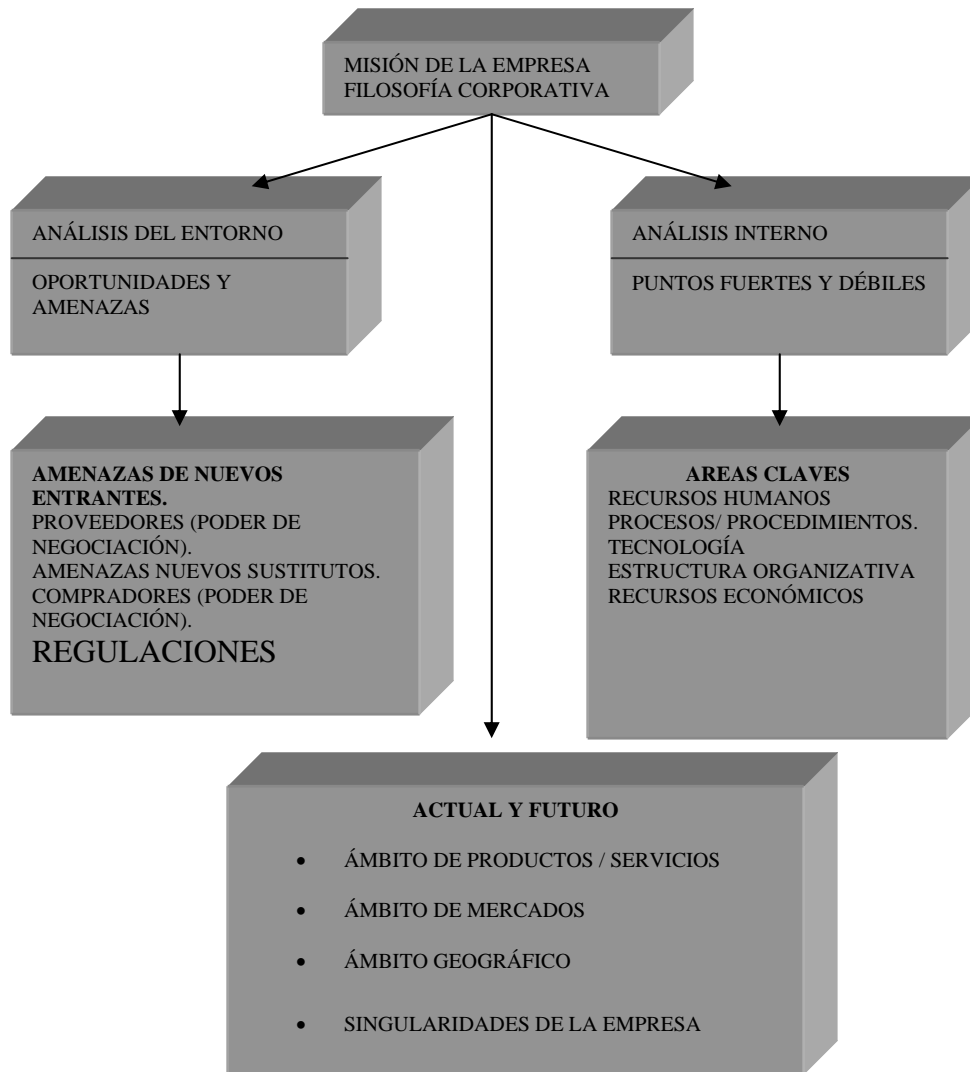 MISIÓN DE LA EMPRESA
FILOSOFÍA CORPORATIVA
ANÁLISIS DEL ENTORNO
OPORTUNIDADES Y
AMENAZAS
ANÁLISIS INTERNO
PUNTOS FUERTES Y DÉBILES
AMENAZAS DE NUEVOS
ENTRANTES.
PROVEEDORES (PODER DE
NEGOCIACIÓN).
AMENAZAS NUEVOS SUSTITUTOS.
COMPRADORES (PODER DE
NEGOCIACIÓN).
REGULACIONES
AREAS CLAVES
RECURSOS HUMANOS
PROCESOS/ PROCEDIMIENTOS.
TECNOLOGÍA
ESTRUCTURA ORGANIZATIVA
RECURSOS ECONÓMICOS
ACTUAL Y FUTURO
• ÁMBITO DE PRODUCTOS / SERVICIOS
• ÁMBITO DE MERCADOS
• ÁMBITO GEOGRÁFICO
• SINGULARIDADES DE LA EMPRESA